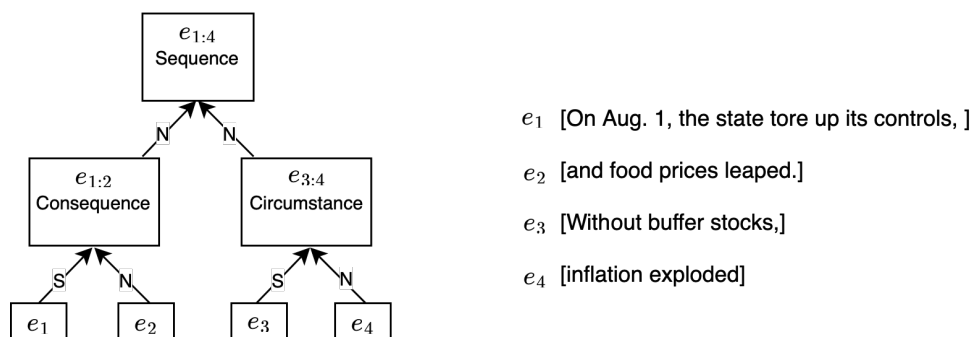 e1:4
Sequence
N N
e1:2
Consequence
e3:4
Circumstance
S N S N
e1 e2 e3 e4
e1 [On Aug. 1, the state tore up its controls, ]
e2 [and food prices leaped.]
e3 [Without buffer stocks,]
e4 [inflation exploded]